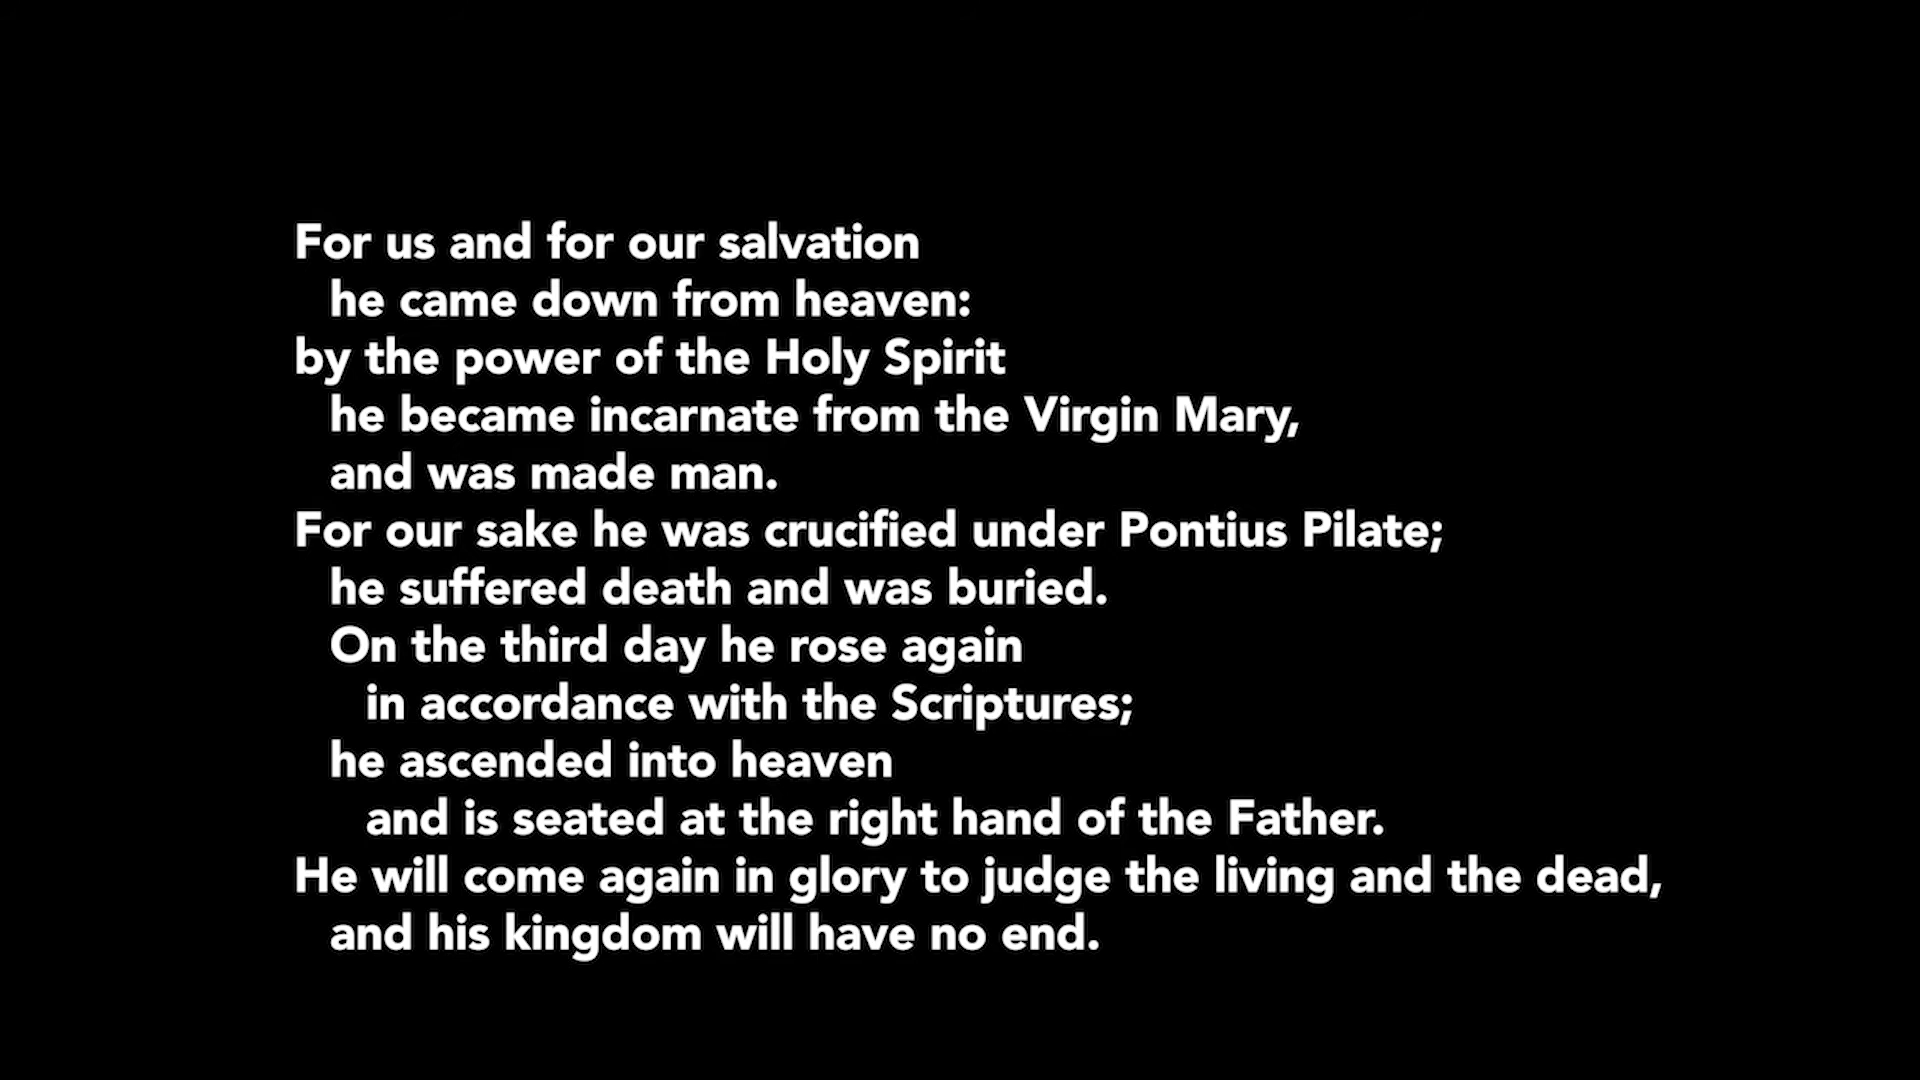 For us and for our salvation
he came down from heaven:
by the power of the Holy Spirit
he became incarnate from the Virgin Mary,
and was made man.
For our sake he was crucified under Pontius Pilate;
he suffered death and was buried.
On the third day he rose again
in accordance with the Scriptures;
he ascended into heaven
and is seated at the right hand of the Father.
He will come again in glory to judge the living and the dead,
and his kingdom will have no end.